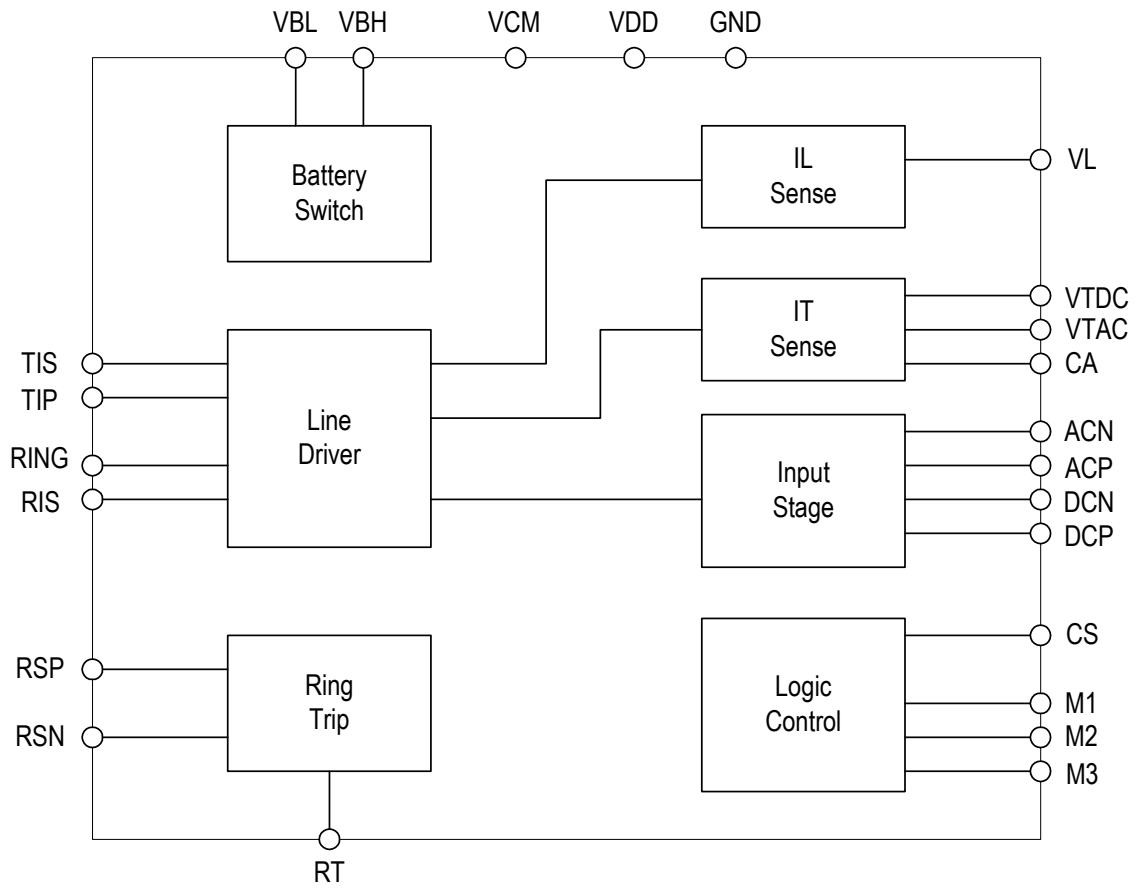 VBL VBH VCM VDD GND
Battery
Switch
IL
Sense
VL
IT
Sense
VTDC
VTAC
CA
TIS
TIP
RING
RIS
Line
Driver
Input
Stage
ACN
ACP
DCN
DCP
RSP
RSN
Ring
Trip
Logic
Control
CS
M1
M2
M3
RT